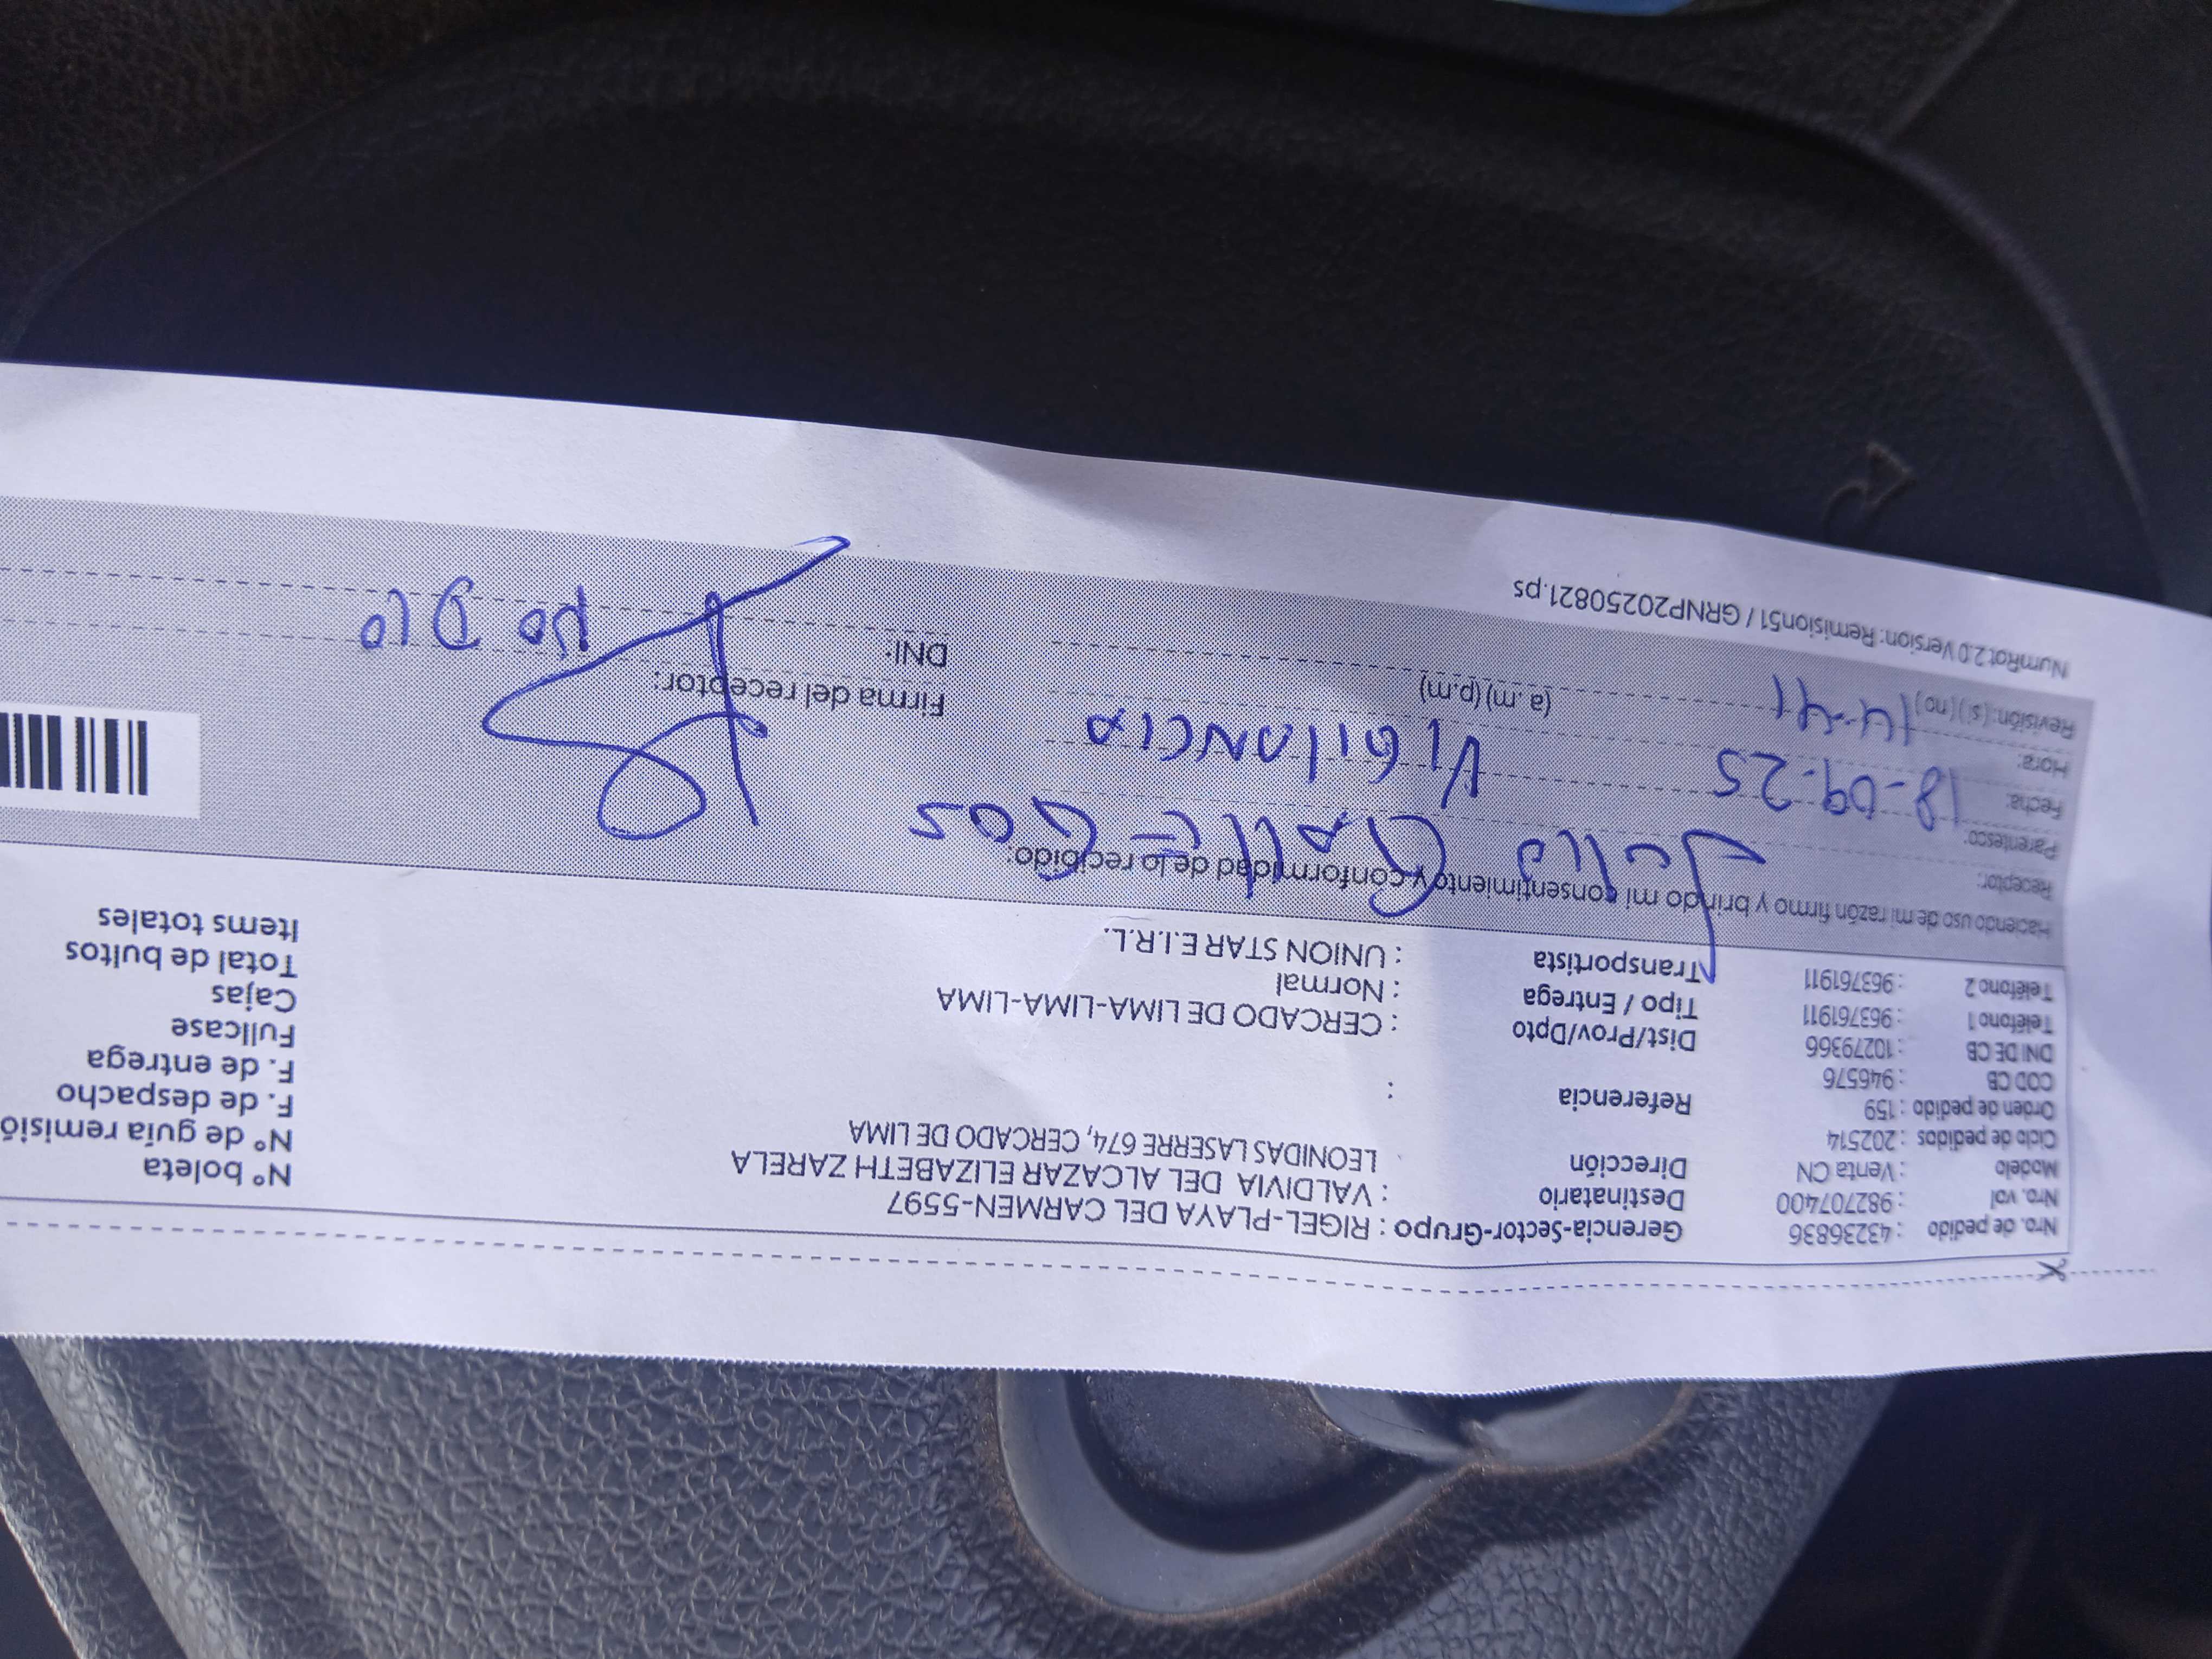 Nro. de pedido : 43236836 Gerencia-Sector-Grupo : RIGEL-PLAYA DEL CARMEN-5597 N° boleta
Nro. vol : 982707400 Destinatario : VALDIVIA DEL ALCAZAR ELIZABETH ZARELA N° de guía remisió
Modelo : Venta CN Dirección LEONIDAS LASERRE 674, CERCADO DE LIMA F. de despacho
Ciclo de pedidos : 202514 F. de entrega
Orden de pedido : 159 Referencia : Fullcase
COD CB : 946576 Cajas
DNI DE CB : 10279366 Dist/Prov/Dpto : CERCADO DE LIMA-LIMA-LIMA Total de bultos
Teléfono 1 : 963761911 Tipo / Entrega : Normal Items totales
Teléfono 2 : 963761911 Transportista : UNION STAR E.I.R.L.
Haciendo uso de mi razón firmo y brindo mi consentimiento y conformidad de lo recibido:
Receptor: Julio GALLEGOS
Parentesco: VIGILANCIA
Fecha: 18-09-25
Hora: 14-41 (a.m) (p.m) Firma del receptor:
Revisión: (si) (no) DNI: NO DIO
NumRot 2.0 Version: Remision51 / GRNP20250821.ps